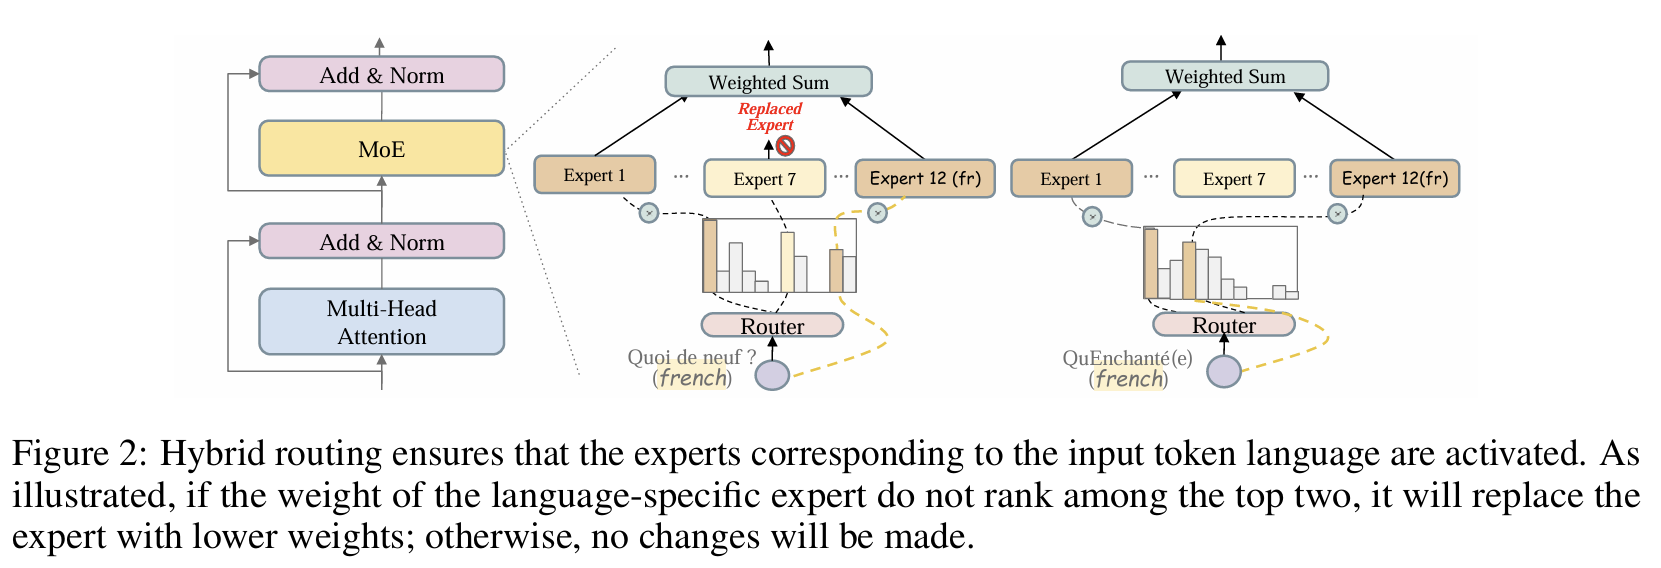 Add & Norm
MoE
Add & Norm
Multi-Head
Attention
Weighted Sum
Replaced
Expert
Expert 1
...
Expert 7
...
Expert 12 (fr)
×
×
Router
Quoi de neuf ?
(french)
Weighted Sum
Expert 1
...
Expert 7
...
Expert 12(fr)
×
×
Router
QuEnchanté(e)
(french)
Figure 2: Hybrid routing ensures that the experts corresponding to the input token language are activated. As
illustrated, if the weight of the language-specific expert do not rank among the top two, it will replace the
expert with lower weights; otherwise, no changes will be made.